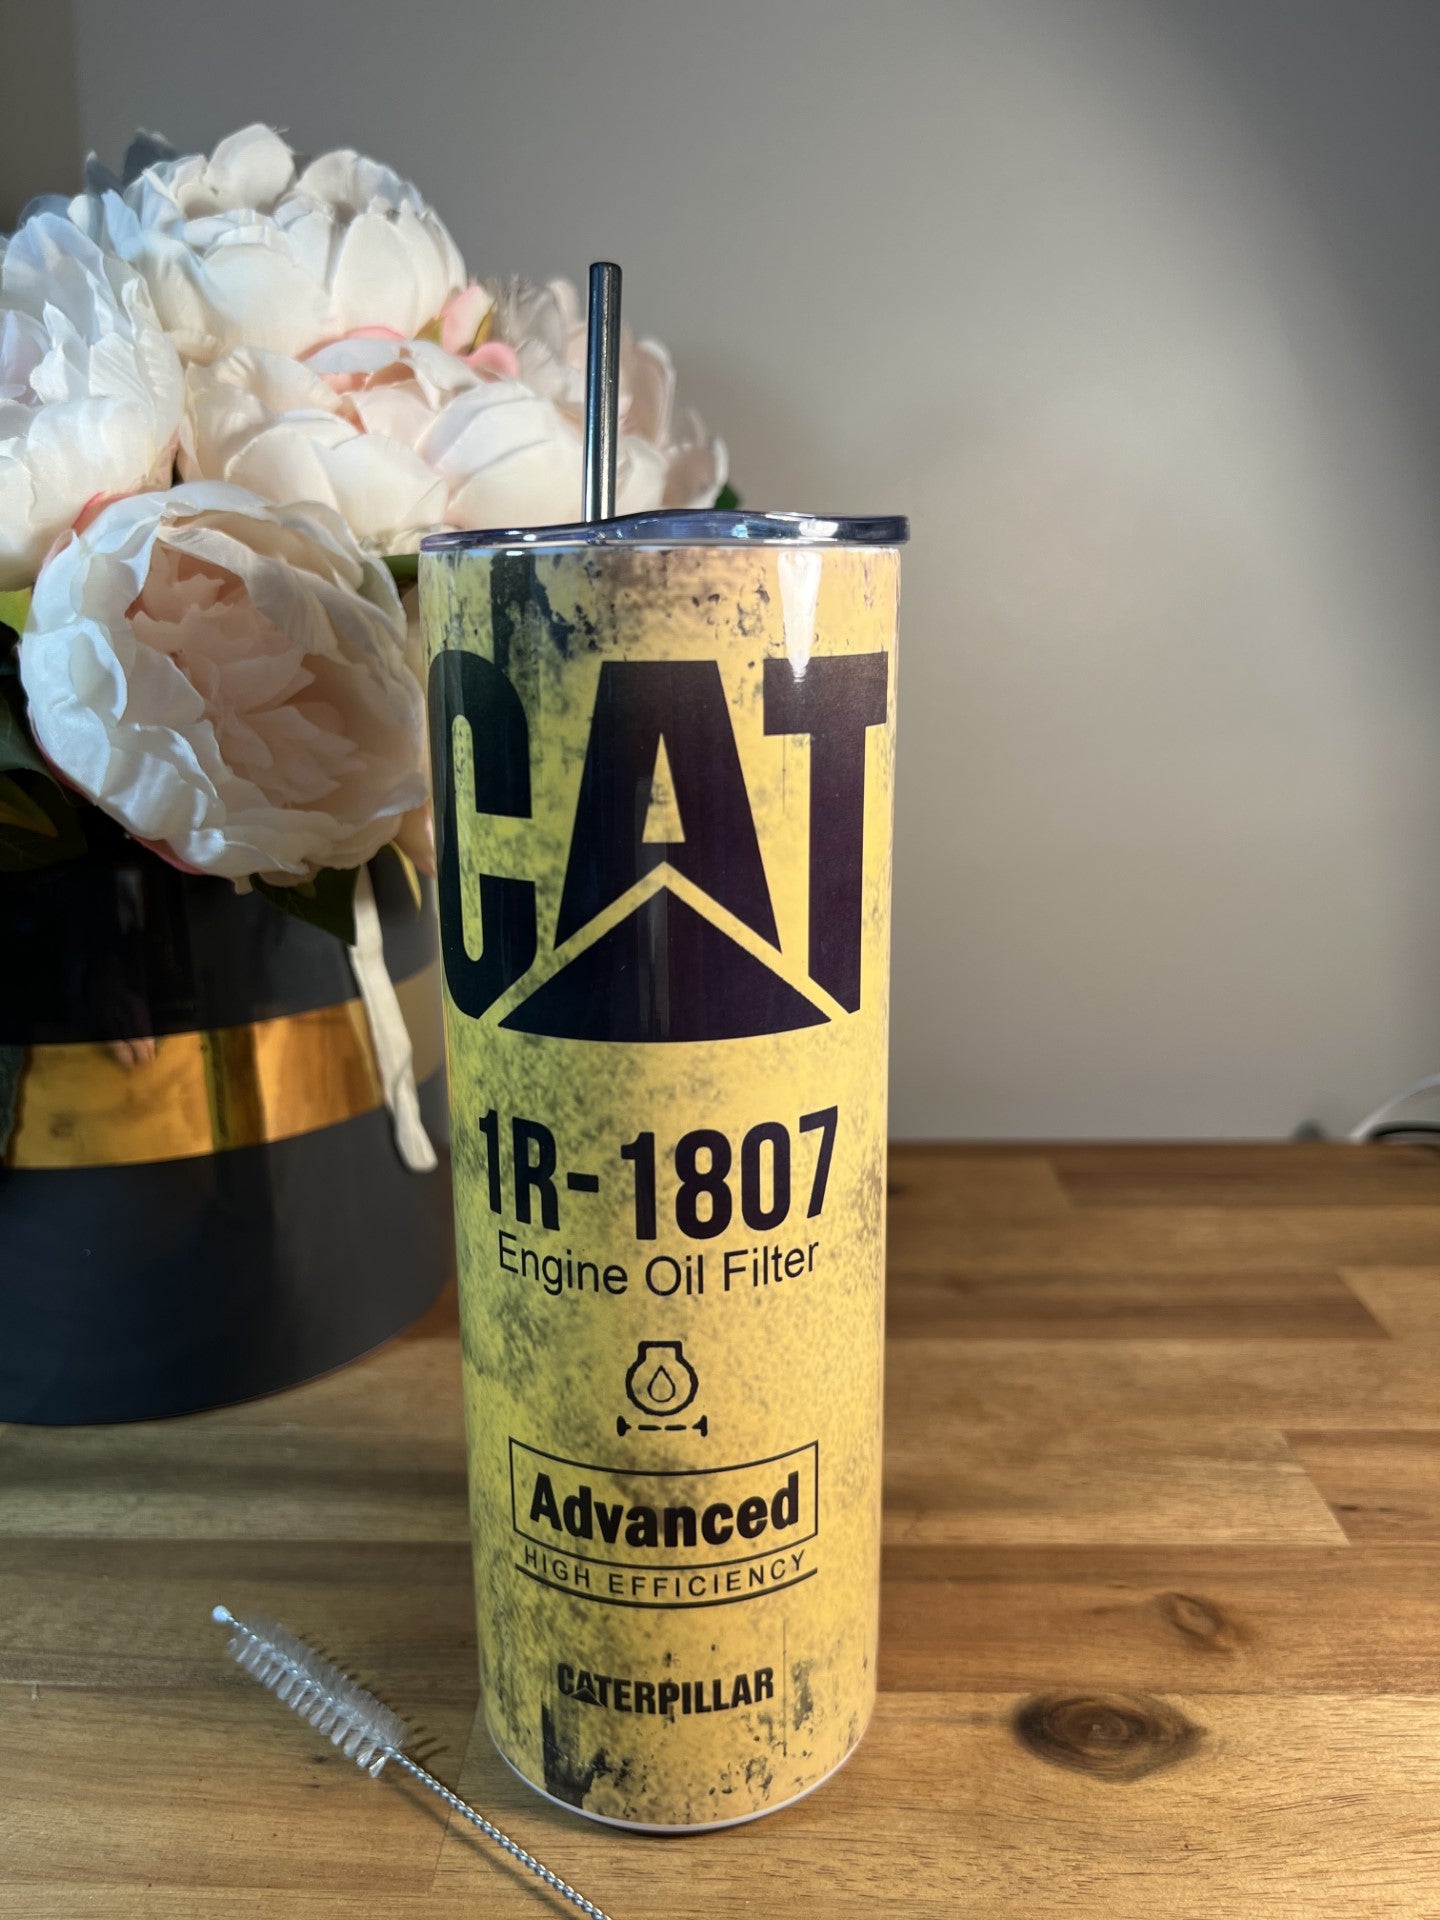 CAT
1R-1807
Engine Oil Filter
Advanced
HIGH EFFICIENCY
CATERPILLAR